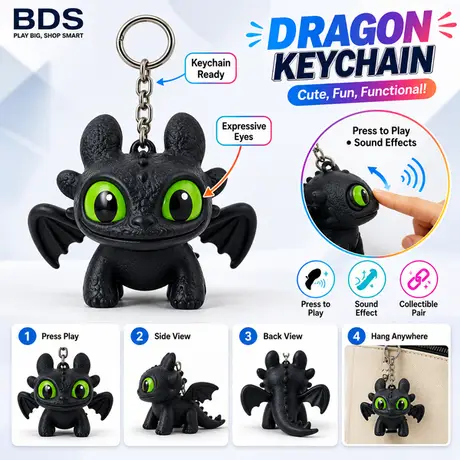 BDS
PLAY BIG, SHOP SMART
DRAGON
KEYCHAIN
Cute, Fun, Functional!
Keychain
Ready
Expressive
Eyes
Press to Play
• Sound Effects
Press to
Play
Sound
Effect
Collectible
Pair
1 Press Play
2 Side View
3 Back View
4 Hang Anywhere